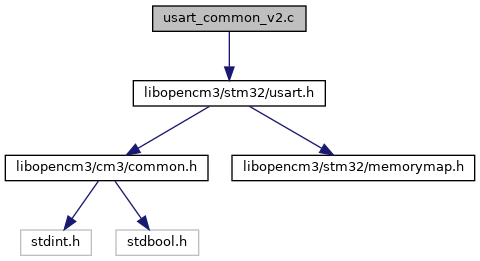 usart_common_v2.c
libopencm3/stm32/usart.h
libopencm3/cm3/common.h
libopencm3/stm32/memorymap.h
stdint.h
stdbool.h